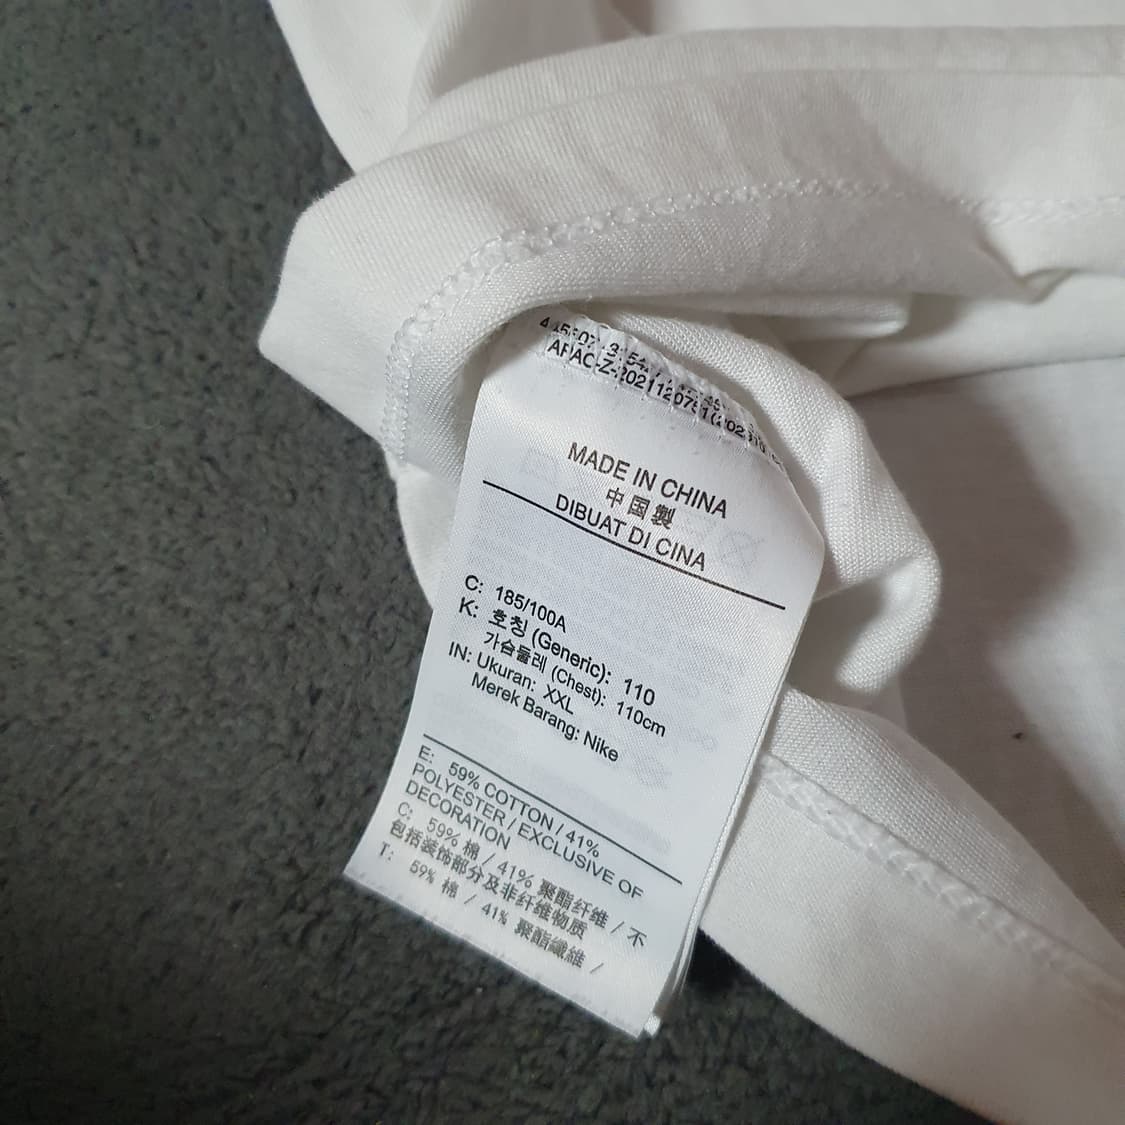 MADE IN CHINA
中国製
DIBUAT DI CINA
C: 185/100A
K: 호칭 (Generic): 110
가슴둘레 (Chest): 110cm
IN: Ukuran: XXL
Merek Barang: Nike
E: 59% COTTON / 41%
POLYESTER / EXCLUSIVE OF
DECORATION
C: 59% 棉 / 41% 聚酯纤维 / 不
包括装饰部分及非纤维物质
T: 59% 棉 / 41% 聚酯纖維 /